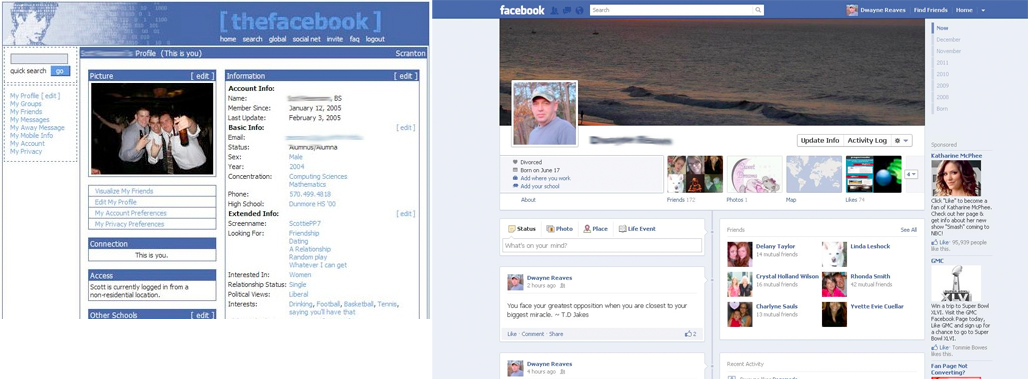 [thefacebook]
home search global social net invite faq logout
Profile (This is you) Scranton
quick search go
My Profile [ edit ]
My Groups
My Friends
My Messages
My Away Message
My Mobile Info
My Account
My Privacy
Picture [ edit ]
Visualize My Friends
Edit My Profile
My Account Preferences
My Privacy Preferences
Connection
This is you.
Access
Scott is currently logged in from a
non-residential location.
Other Schools [ edit ]
Information [ edit ]
Account Info:
Name: , BS
Member Since: January 12, 2005
Last Update: February 3, 2005
Basic Info: [ edit ]
Email:
Status: Alumnus/Alumna
Sex: Male
Year: 2004
Concentration: Computing Sciences
Mathematics
Phone: 570.499.4818
High School: Dunmore HS '00
Extended Info: [ edit ]
Screenname: ScottiePP7
Looking For: Friendship
Dating
A Relationship
Random play
Whatever I can get
Interested In: Women
Relationship Status: Single
Political Views: Liberal
Interests: Drinking, Football, Basketball, Tennis,
saying you'll have that
facebook
Search
Dwayne Reaves Find Friends Home
Update Info Activity Log
Divorced
Born on June 17
Add where you work
Add your school
About
Friends 172
Photos 1
Map
Likes 74
Status Photo Place Life Event
What's on your mind?
Dwayne Reaves
2 hours ago
You face your greatest opposition when you are closest to your
biggest miracle. ~ T.D Jakes
Like · Comment · Share 2
Dwayne Reaves
4 hours ago
Friends See All
Delany Taylor
14 mutual friends
Linda Leshock
Crystal Holland Wilson
16 mutual friends
Rhonda Smith
42 mutual friends
Charlyne Sauls
13 mutual friends
Yvette Evie Cuellar
Recent Activity
Now
December
November
2011
2010
2009
2008
Born
Sponsored
Katharine McPhee
Click "Like" to become a
fan of Katharine McPhee.
Check out her page &
get info about her new
show "Smash" coming to
NBC!
Like · 95,939 people
like this.
GMC
XLVI
Win a trip to Super Bowl
XLVI. Visit the GMC
Facebook Page today,
Like GMC and sign up for
a chance to go to Super
Bowl XLVI.
Like · Tommie Bowes
likes this.
Fan Page Not
Converting?